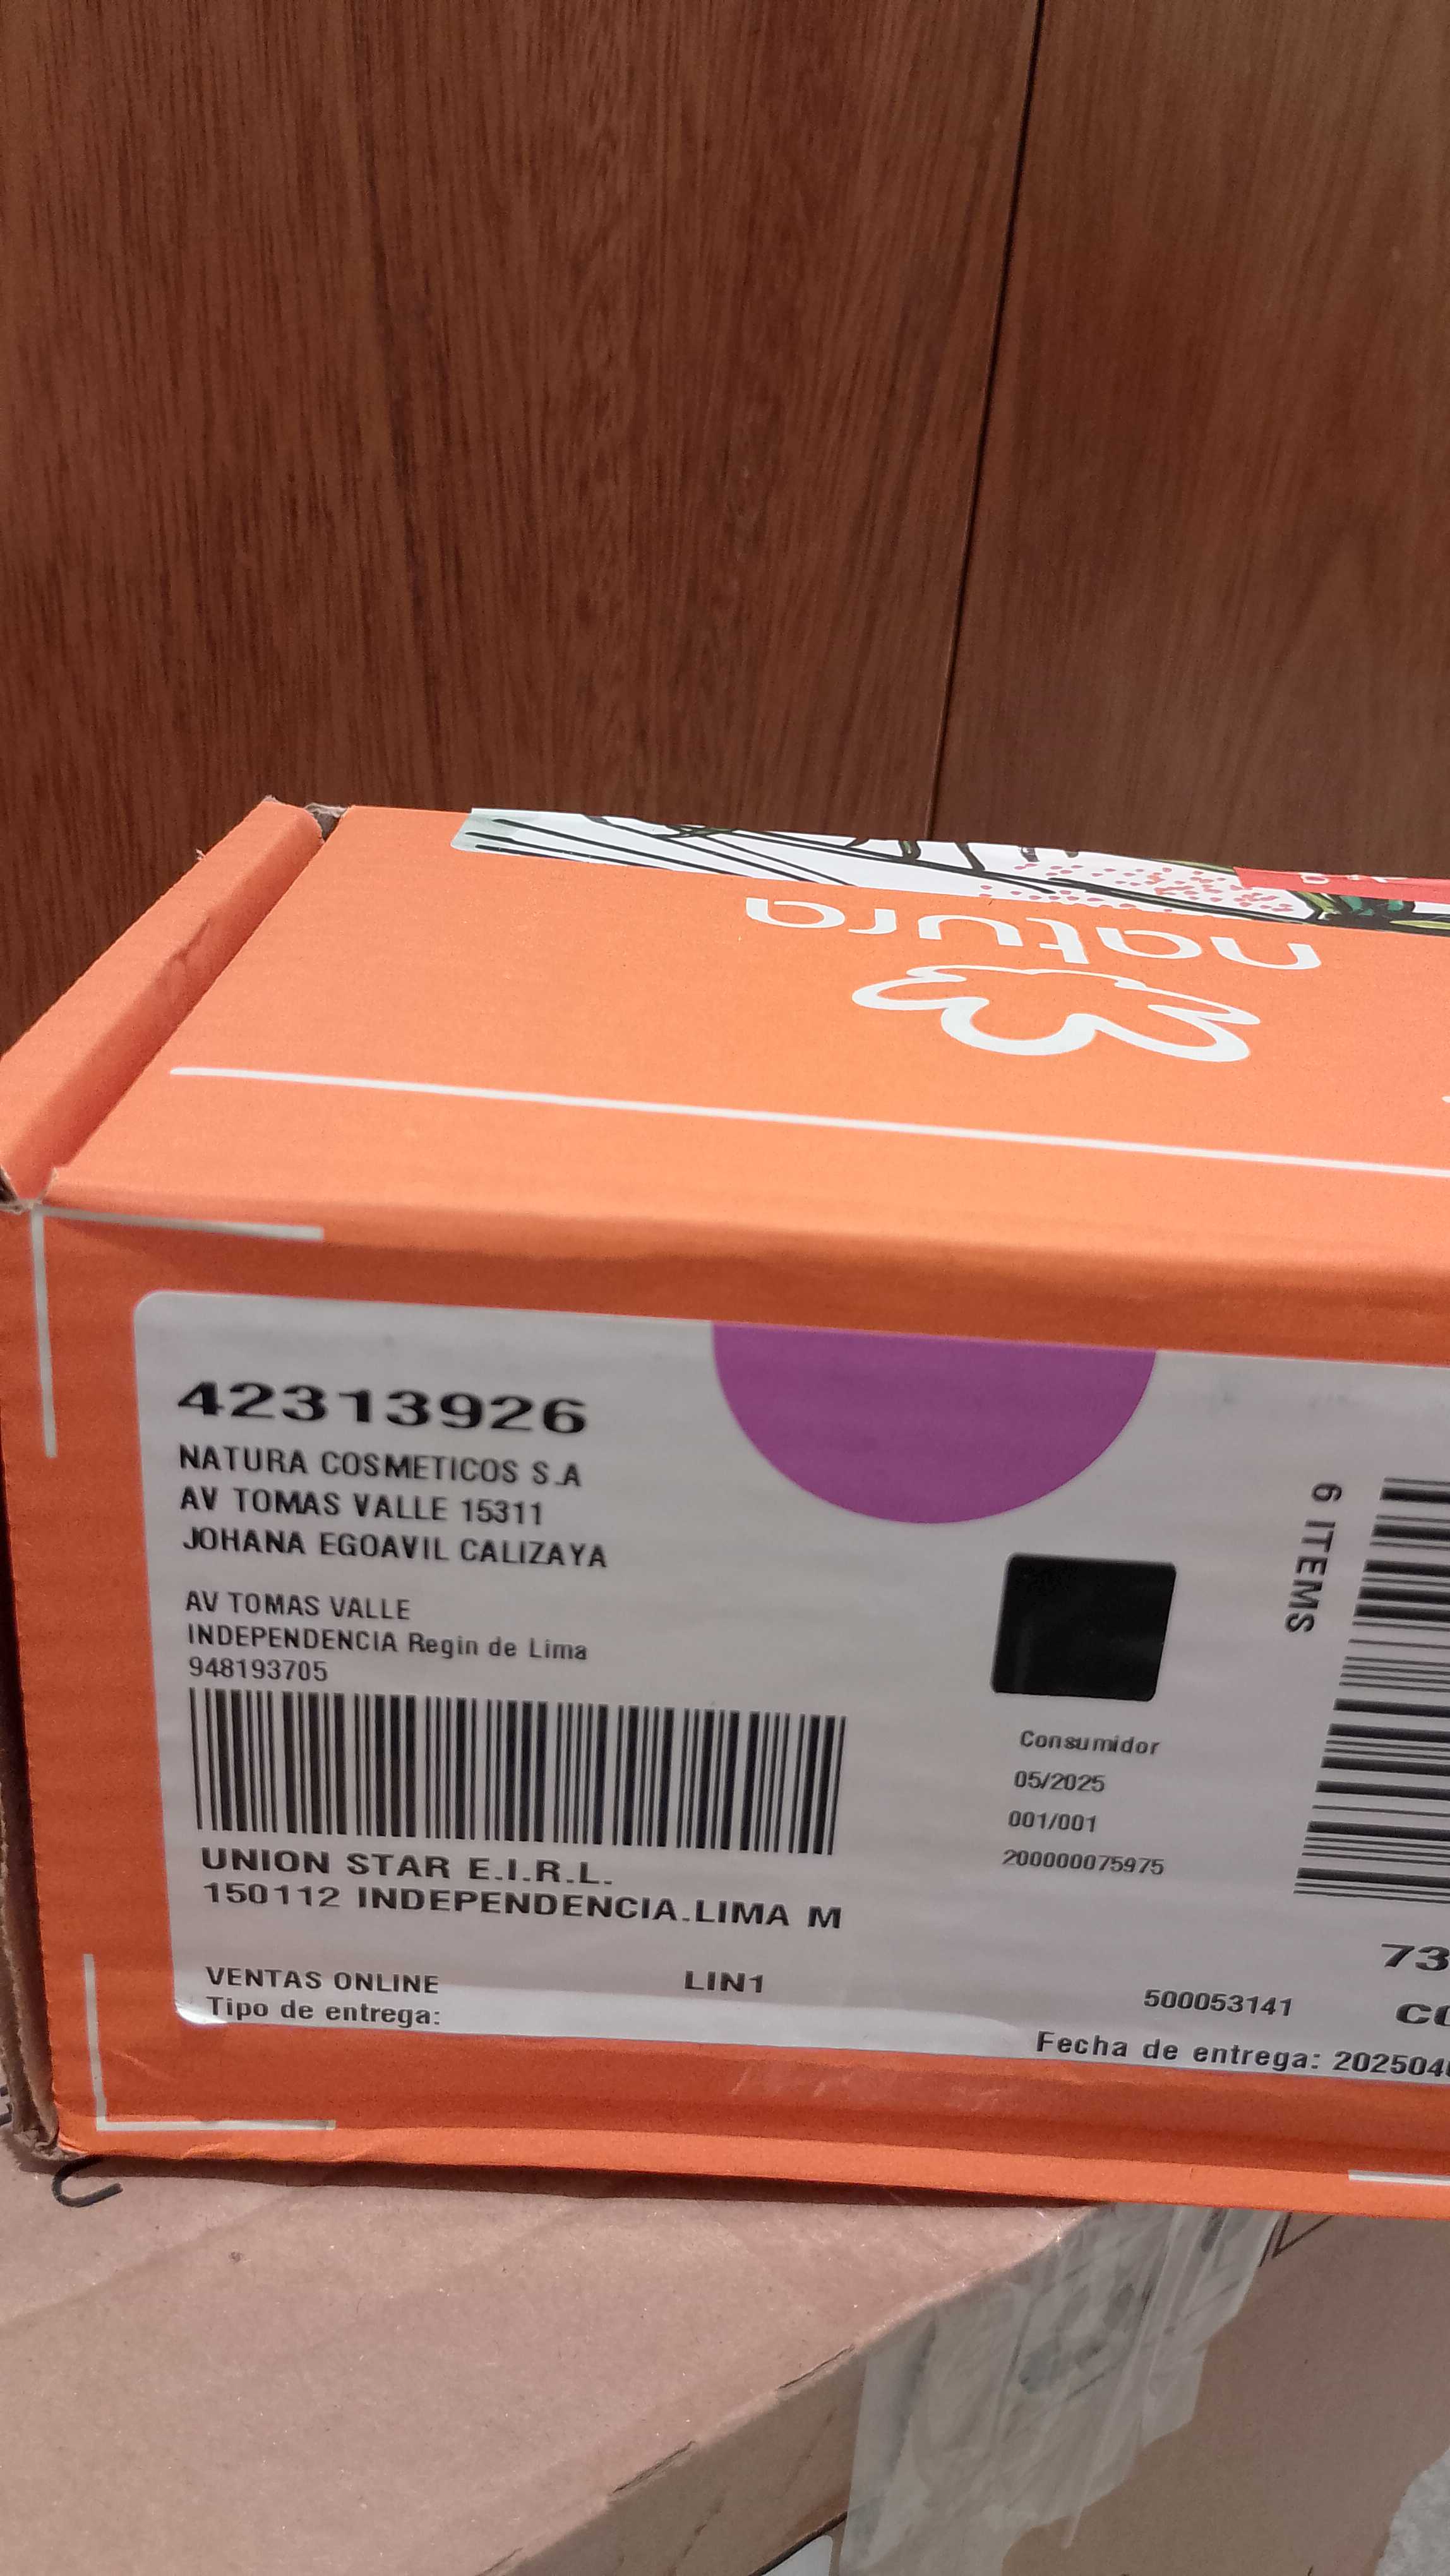 natura
42313926
NATURA COSMETICOS S.A
AV TOMAS VALLE 15311
JOHANA EGOAVIL CALIZAYA
AV TOMAS VALLE
INDEPENDENCIA Regin de Lima
948193705
UNION STAR E.I.R.L.
150112 INDEPENDENCIA.LIMA M
VENTAS ONLINE
LIN1
Tipo de entrega:
Consumidor
05/2025
001/001
200000075975
6 ITEMS
73
500053141
Fecha de entrega: 202504